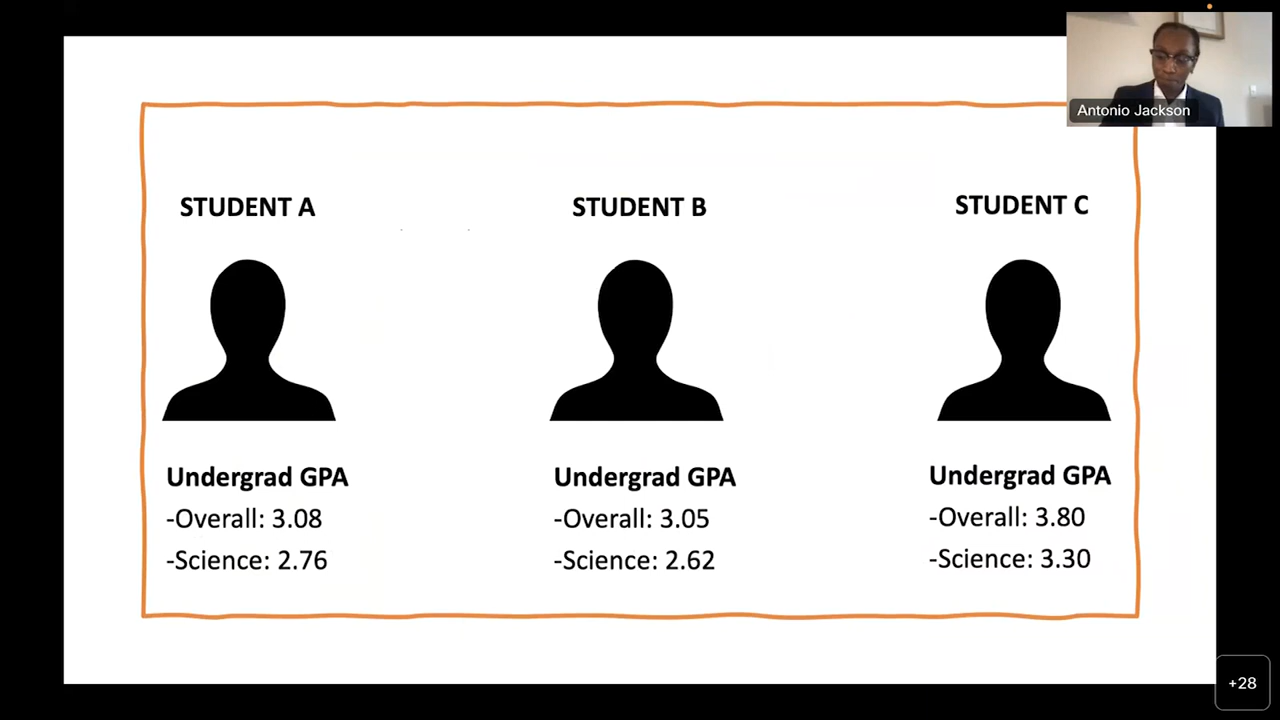 Antonio Jackson
STUDENT A
STUDENT B
STUDENT C
Undergrad GPA
-Overall: 3.08
-Science: 2.76
Undergrad GPA
-Overall: 3.05
-Science: 2.62
Undergrad GPA
-Overall: 3.80
-Science: 3.30
+28